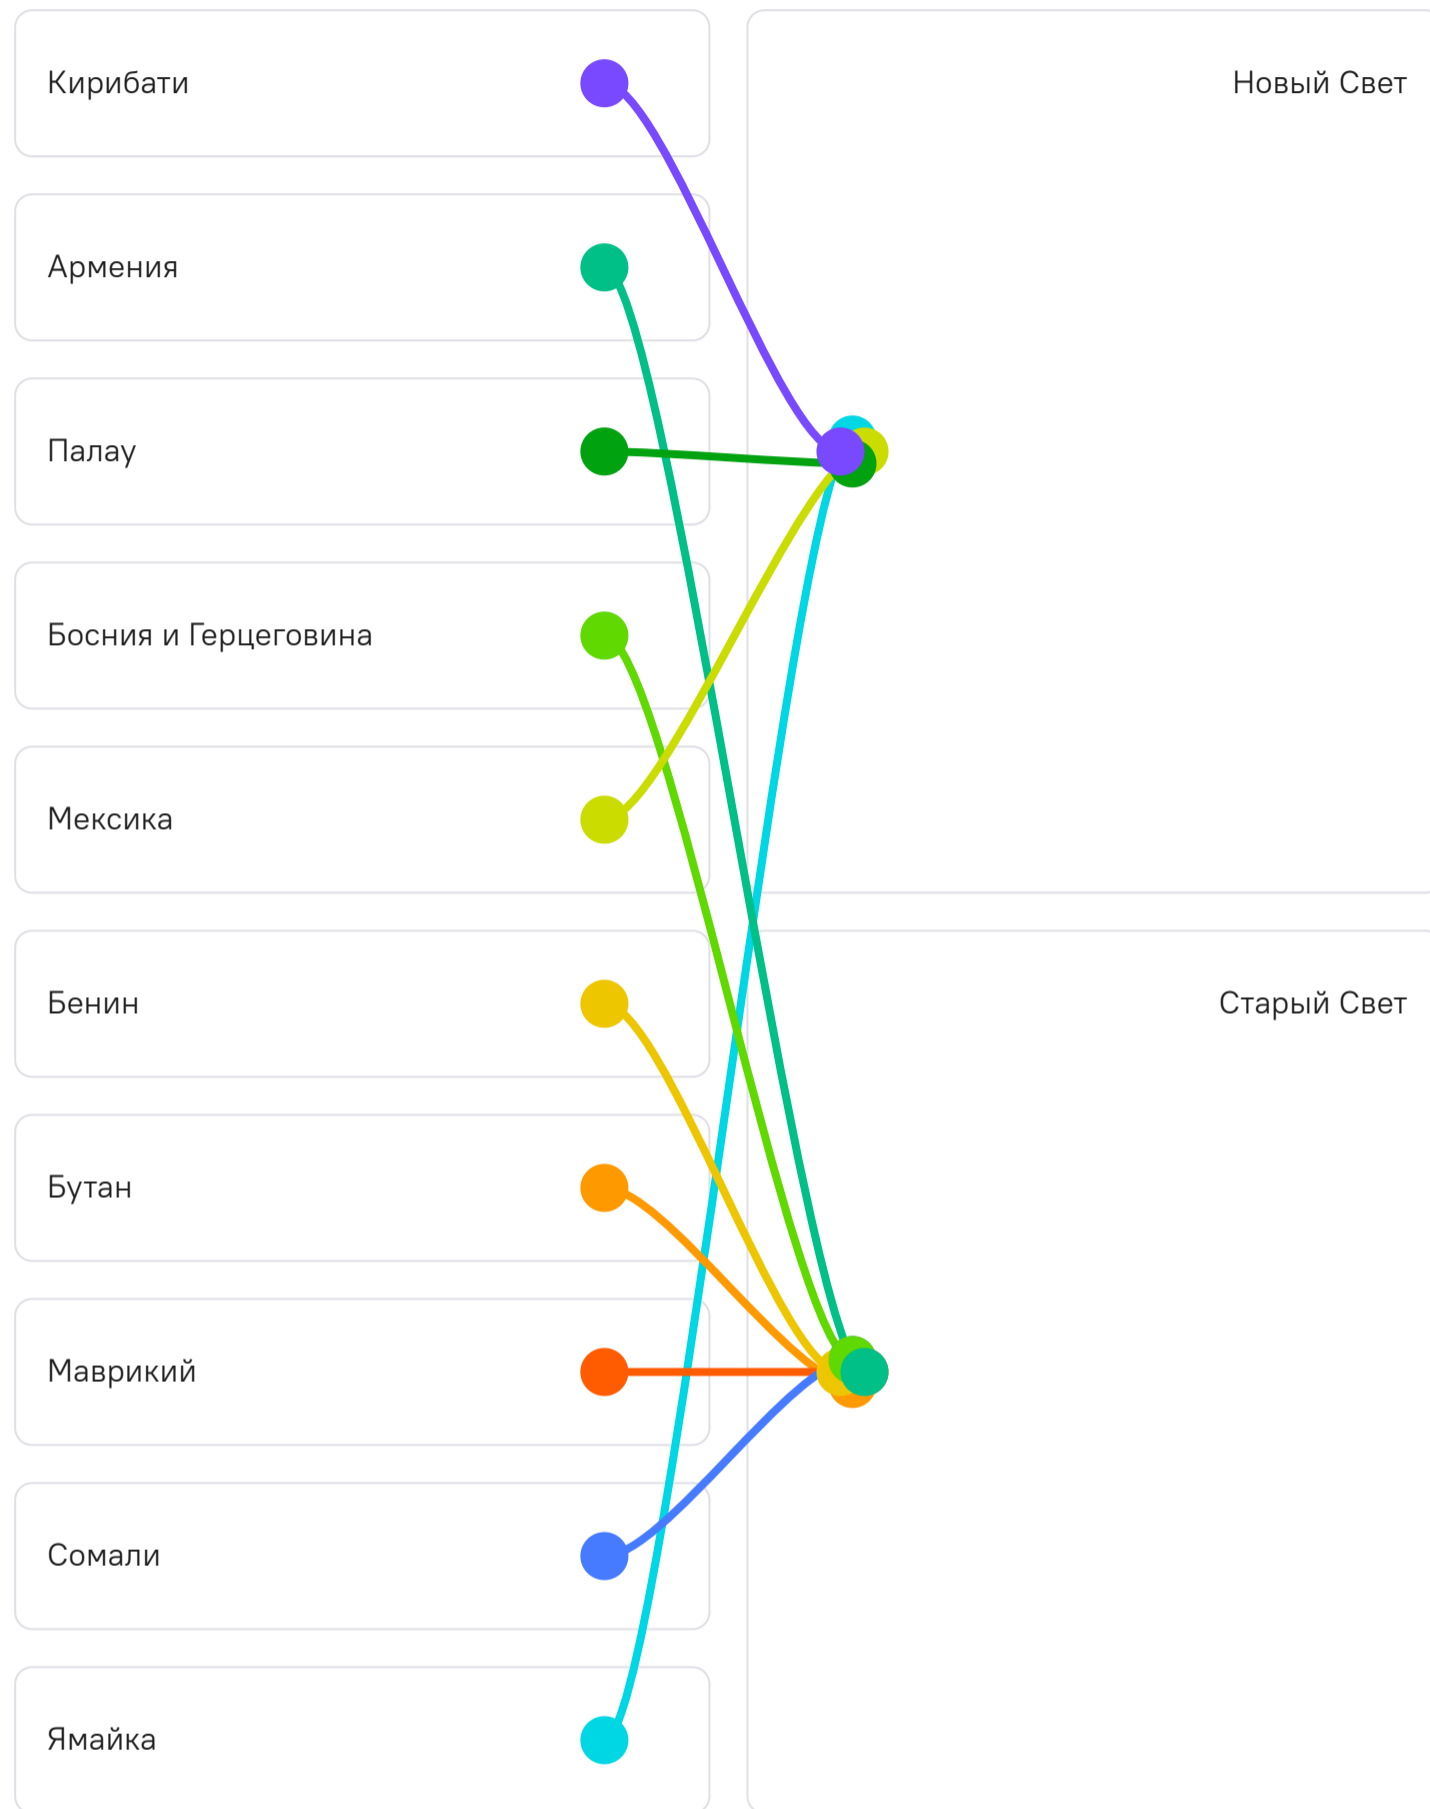 Кирибати
Новый Свет
Армения
Палау
Босния и Герцеговина
Мексика
Бенин
Старый Свет
Бутан
Маврикий
Сомали
Ямайка